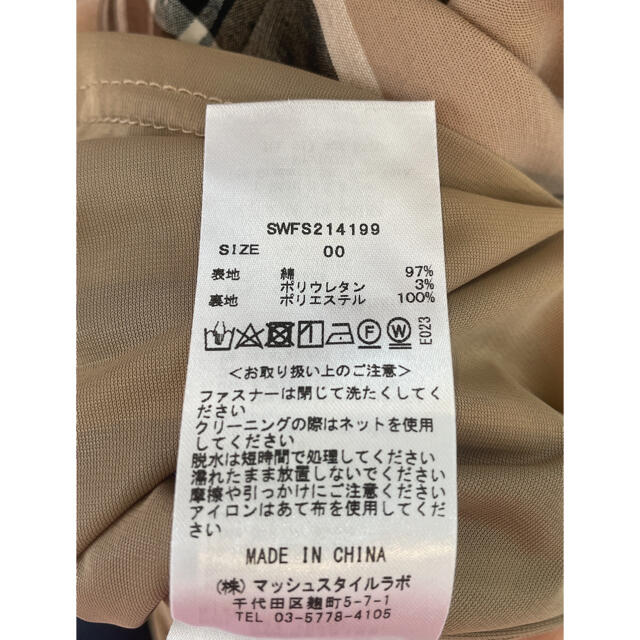 SWFS214199
SIZE 00
表地 綿 97%
ポリウレタン 3%
裏地 ポリエステル 100%
F W E023
<お取り扱い上のご注意>
ファスナーは閉じて洗たくしてく
ださい
クリーニングの際はネットを使用
してください
脱水は短時間で処理してください
濡れたまま放置しないでください
摩擦や引っかけにご注意ください
アイロンはあて布を使用してくだ
さい
MADE IN CHINA
(株) マッシュスタイルラボ
千代田区麹町5-7-1
TEL 03-5778-4105